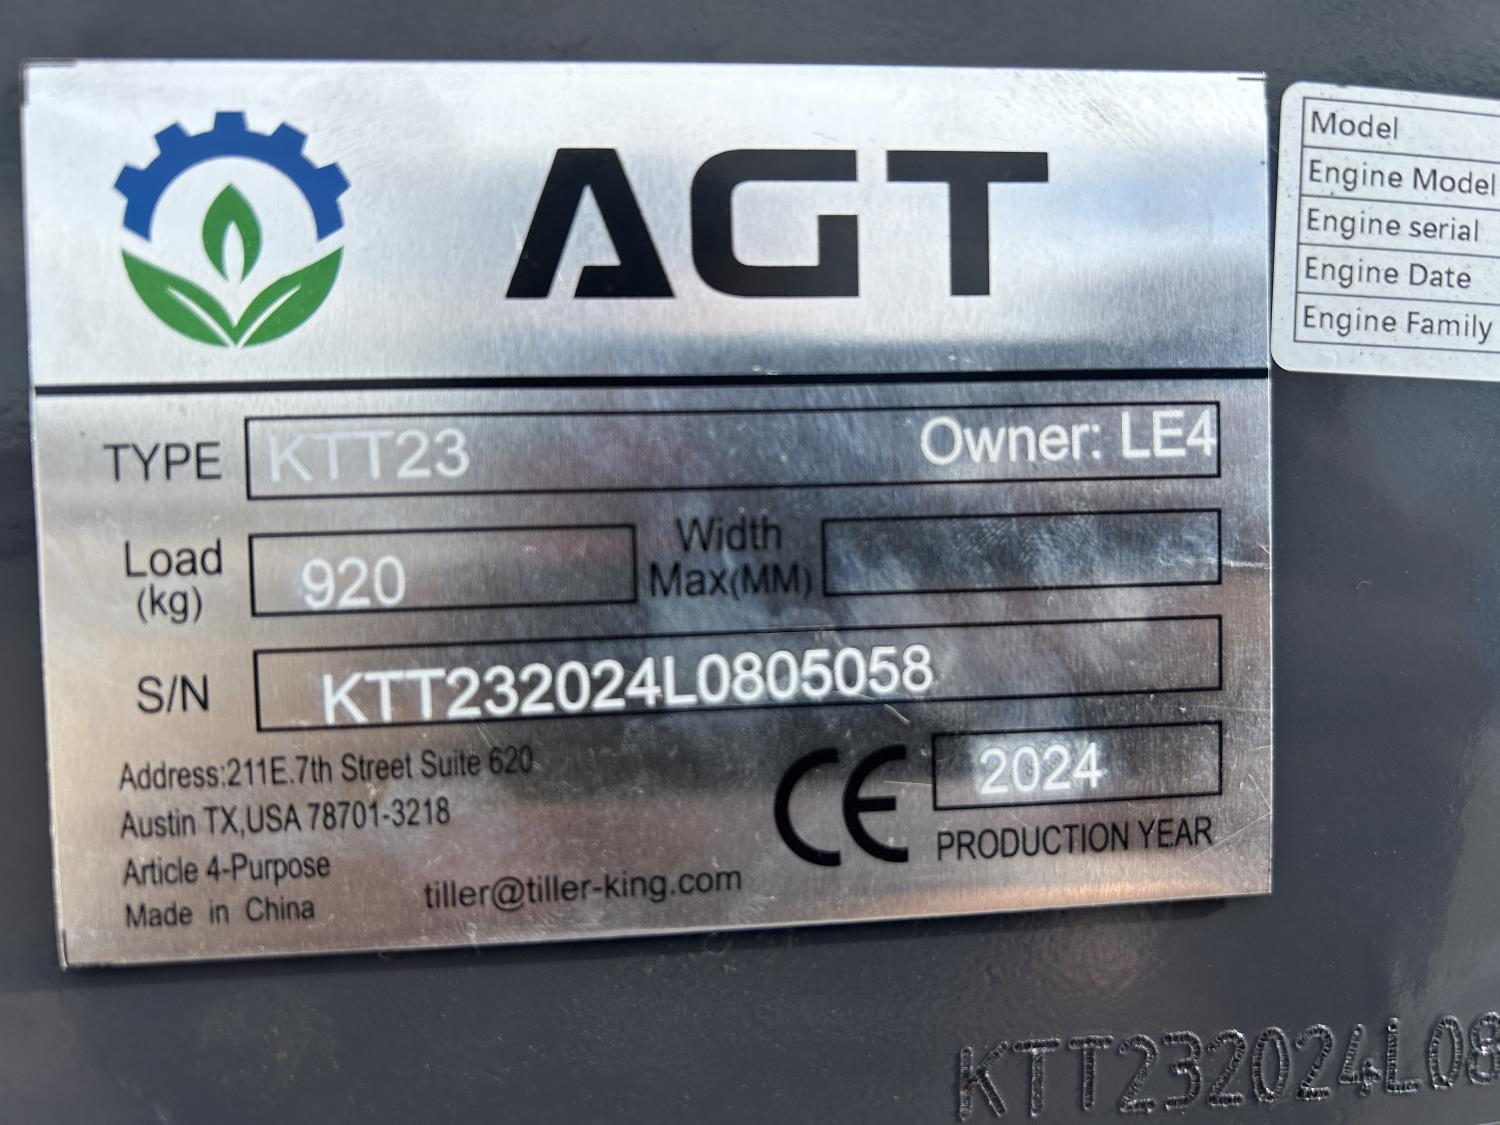 AGT
TYPE KTT23 Owner: LE4
Load (kg) 920 Width Max(MM)
S/N KTT232024L0805058
Address:211E.7th Street Suite 620
Austin TX,USA 78701-3218
Article 4-Purpose
Made in China
tiller@tiller-king.com
CE 2024
PRODUCTION YEAR
Model
Engine Model
Engine serial
Engine Date
Engine Family
KTT232024L08